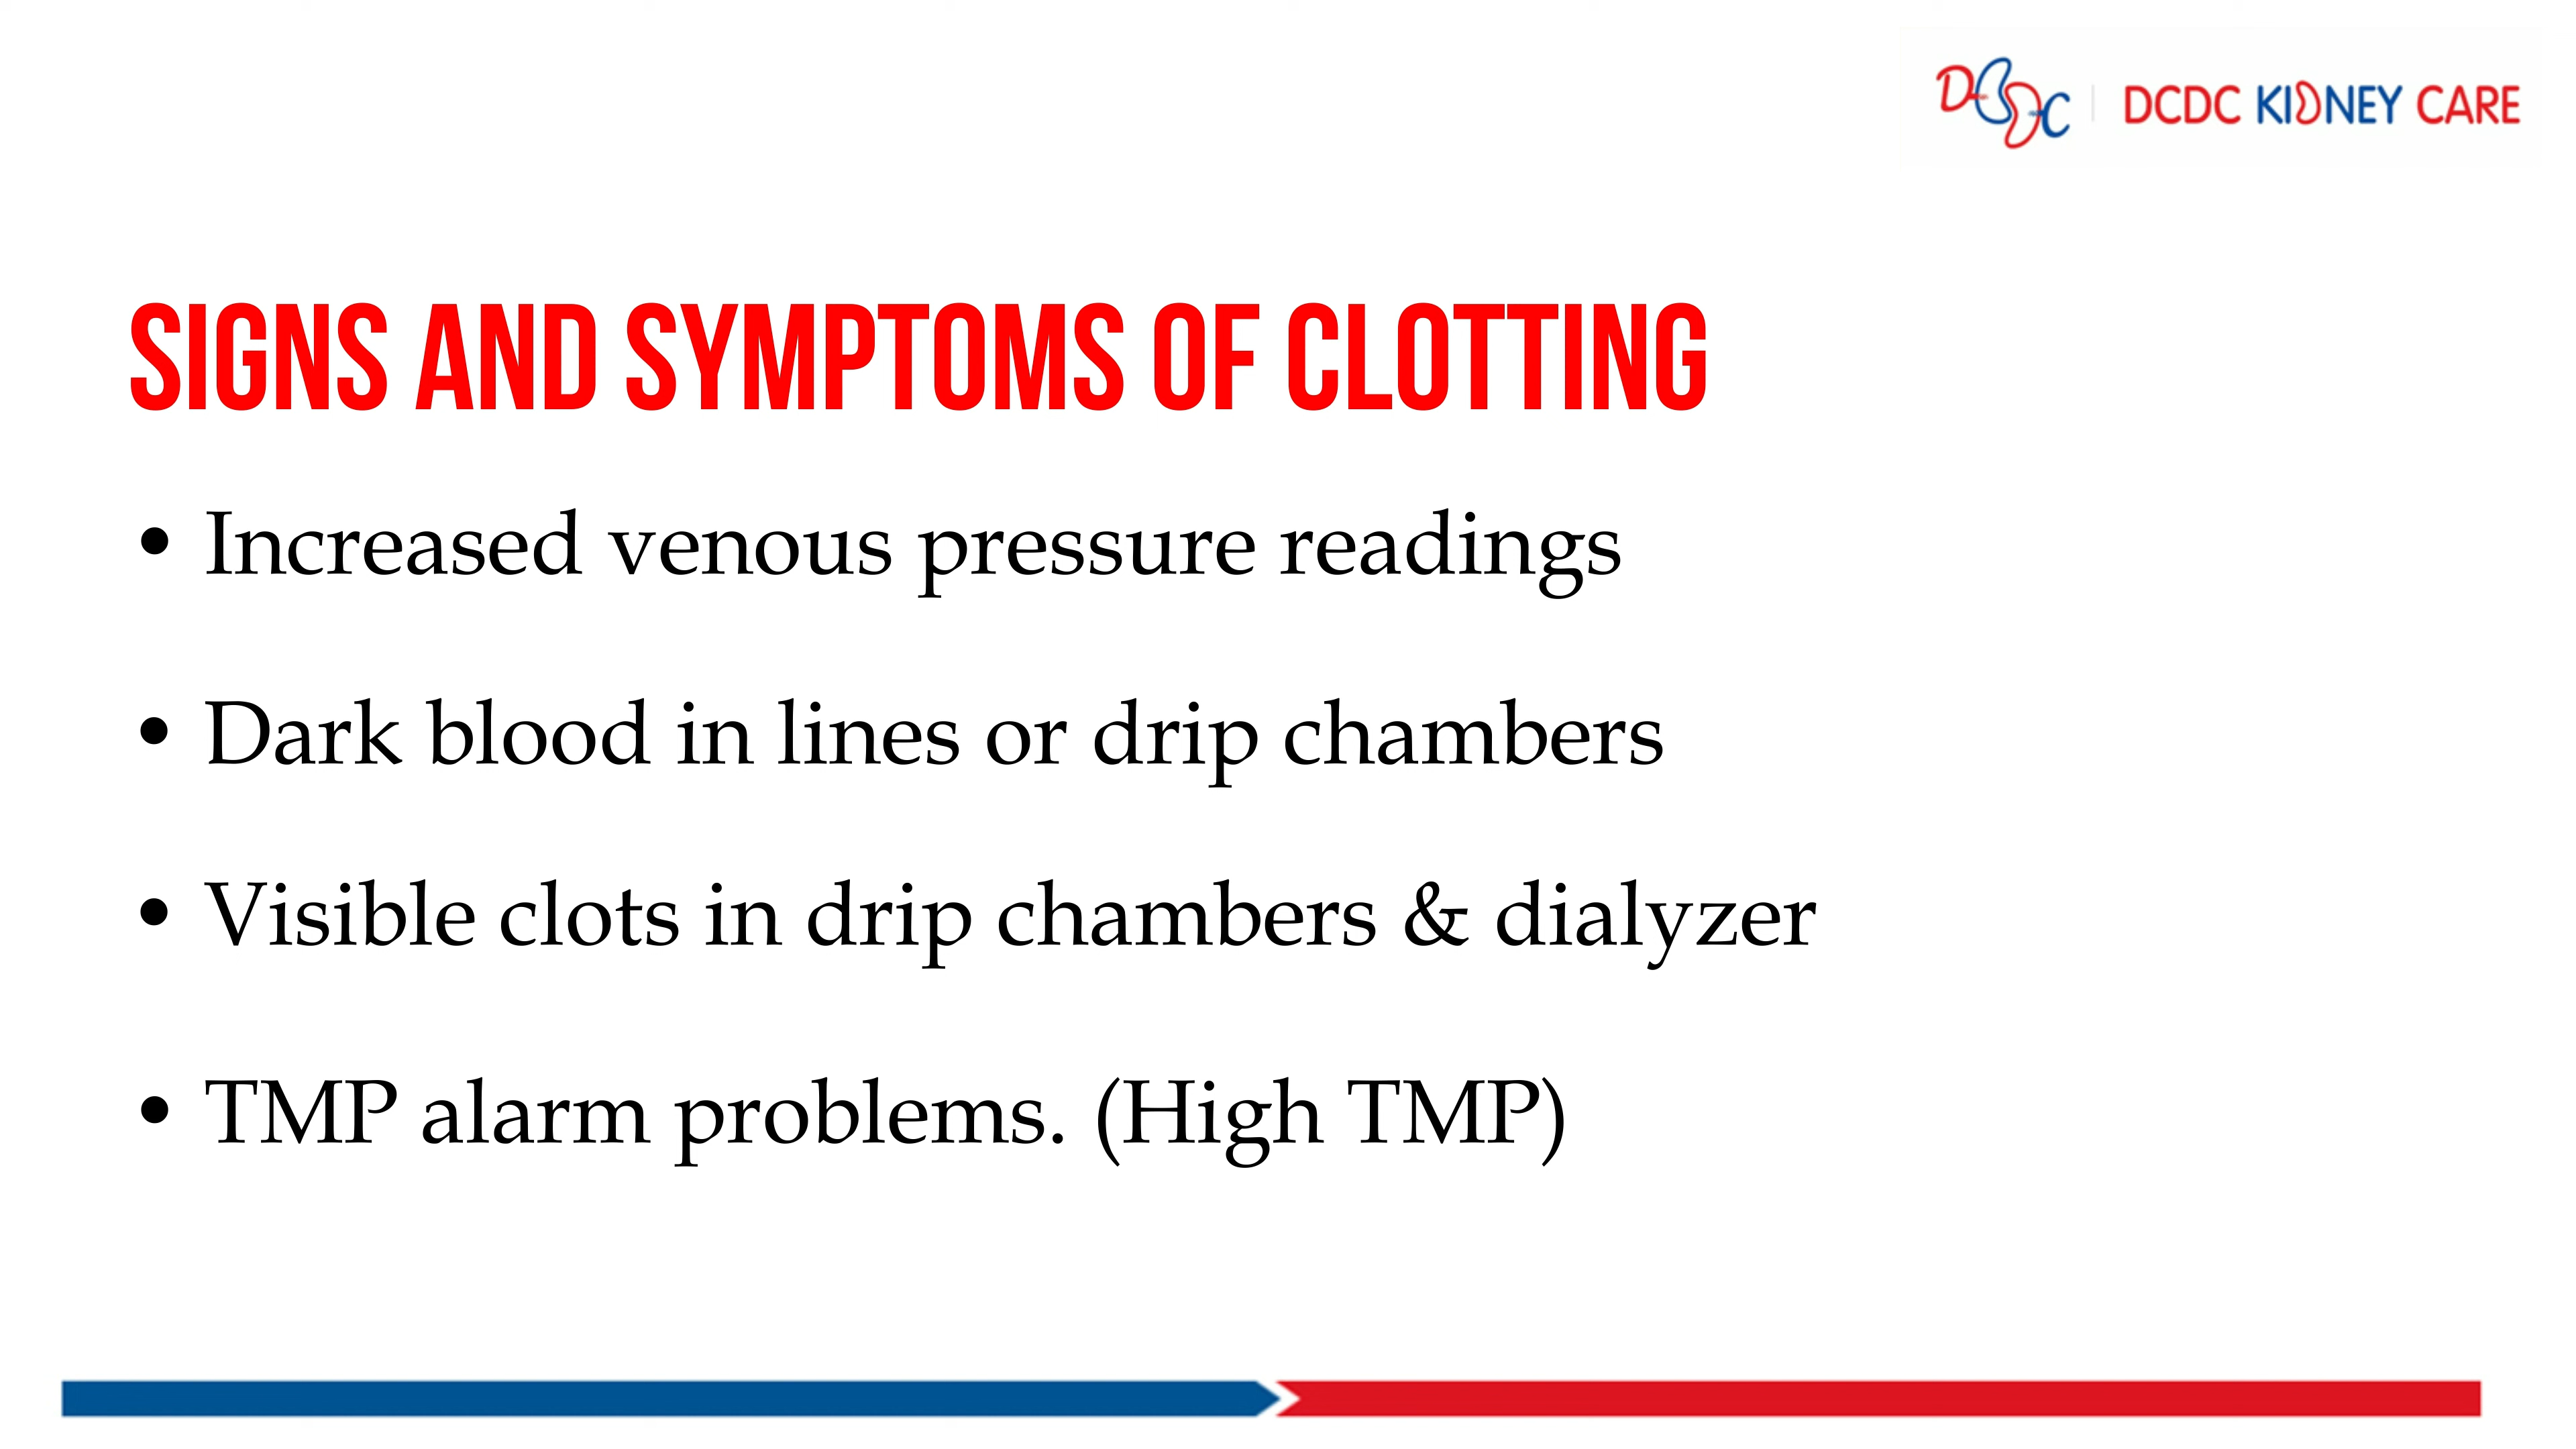 DCDC | DCDC KIDNEY CARE
SIGNS AND SYMPTOMS OF CLOTTING
• Increased venous pressure readings
• Dark blood in lines or drip chambers
• Visible clots in drip chambers & dialyzer
• TMP alarm problems. (High TMP)